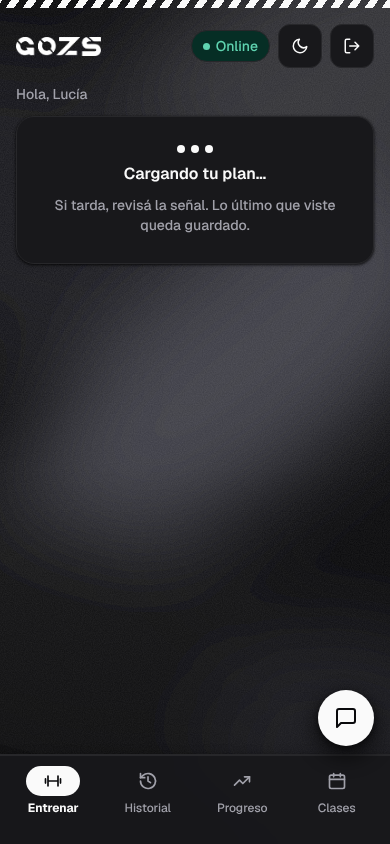 GOZS
Online
Hola, Lucía
Cargando tu plan...
Si tarda, revisá la señal. Lo último que viste
queda guardado.
Entrenar
Historial
Progreso
Clases